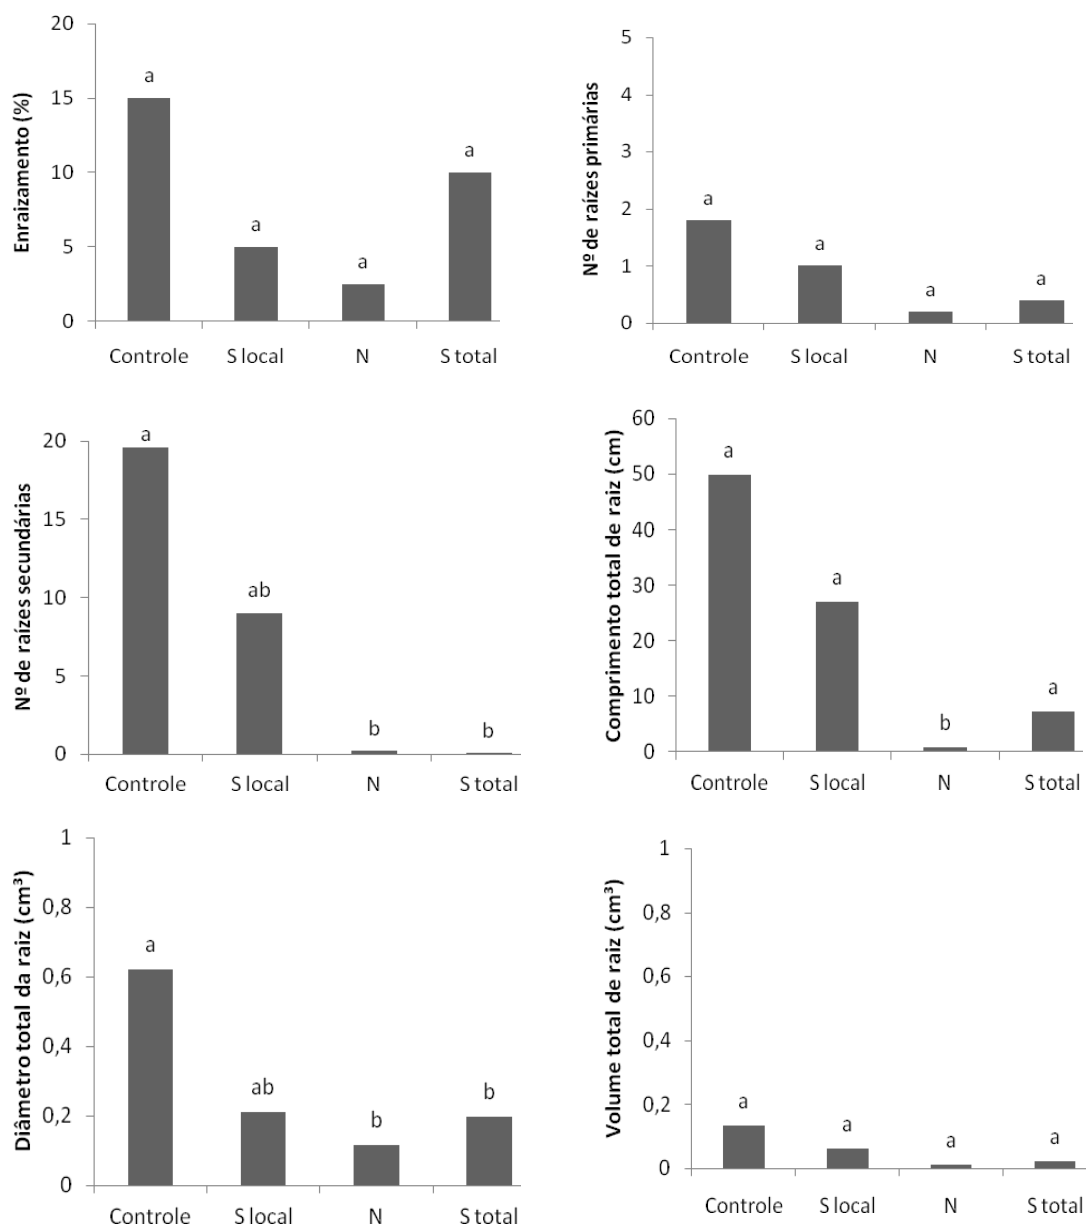 Enraizamento (%)
20
15
10
5
0
a
a
a
a
Controle S local N S total
Nº de raízes primárias
5
4
3
2
1
0
a
a
a
a
Controle S local N S total
Nº de raízes secundárias
20
15
10
5
0
a
ab
b
b
Controle S local N S total
Comprimento total de raiz (cm)
60
50
40
30
20
10
0
a
a
b
a
Controle S local N S total
Diâmetro total da raiz (cm³)
1
0,8
0,6
0,4
0,2
0
a
ab
b
b
Controle S local N S total
Volume total de raiz (cm³)
1
0,8
0,6
0,4
0,2
0
a
a
a
a
Controle S local N S total